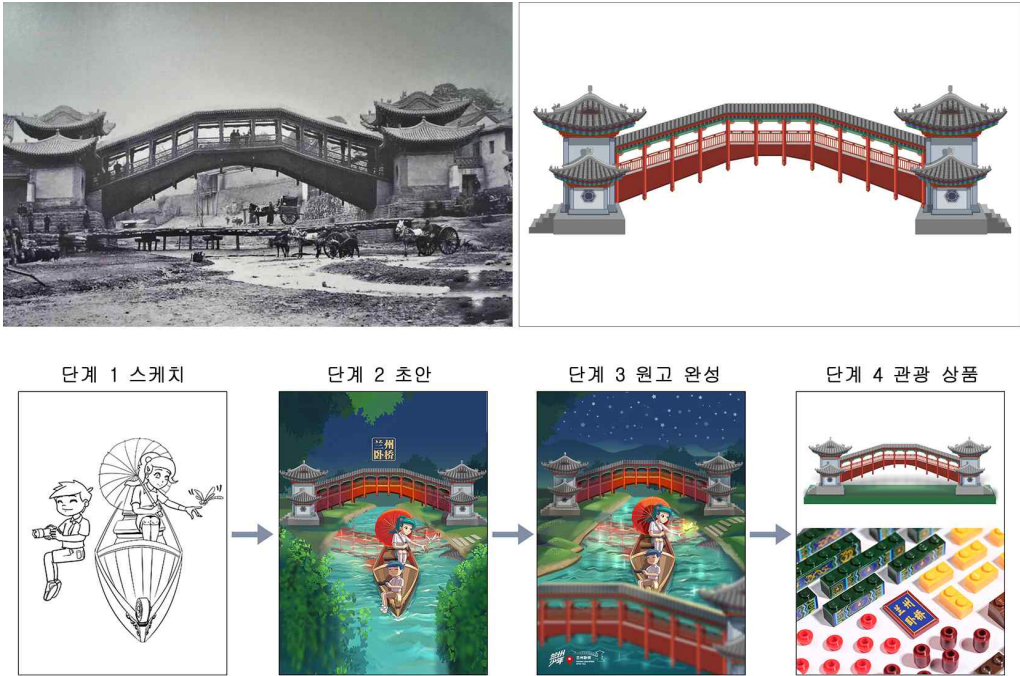 단계 1 스케치
단계 2 초안
단계 3 원고 완성
단계 4 관광 상품
兰州
卧桥
兰州卧桥